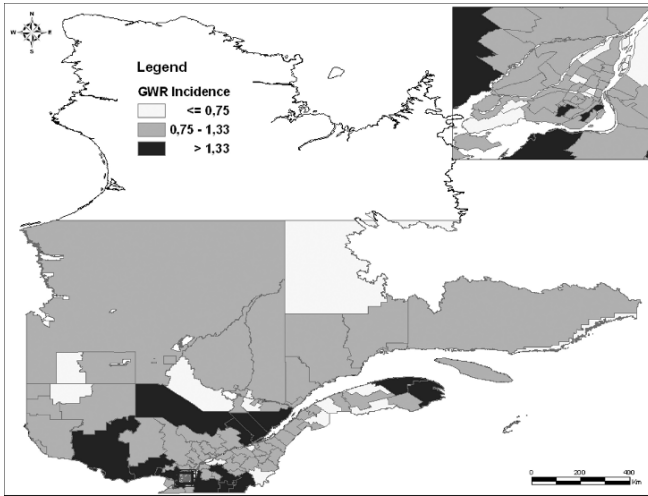 N
W E
S
Legend
GWR Incidence
<= 0,75
0,75 - 1,33
> 1,33
0 200 400
Km